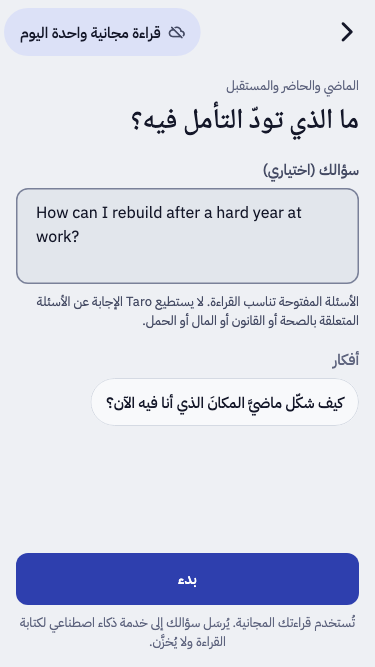 قراءة مجانية واحدة اليوم
الماضي والحاضر والمستقبل
ما الذي تودّ التأمل فيه؟
سؤالك (اختياري)
How can I rebuild after a hard year at
work?
الأسئلة المفتوحة تناسب القراءة. لا يستطيع Taro الإجابة عن الأسئلة
المتعلقة بالصحة أو القانون أو المال أو الحمل.
أفكار
كيف شكّل ماضيَّ المكانَ الذي أنا فيه الآن؟
بدء
تُستخدم قراءتك المجانية. يُرسَل سؤالك إلى خدمة ذكاء اصطناعي لكتابة
القراءة ولا يُخزَّن.